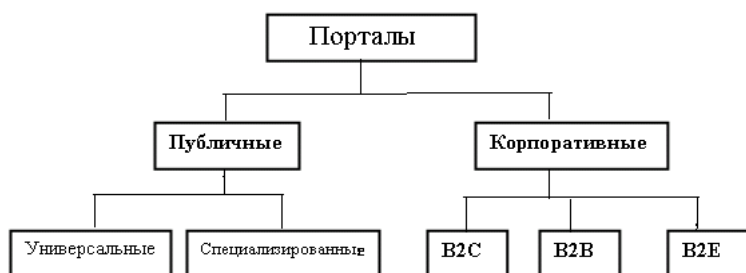 Порталы
Публичные
Корпоративные
Универсальные
Специализированные
B2C
B2B
B2E